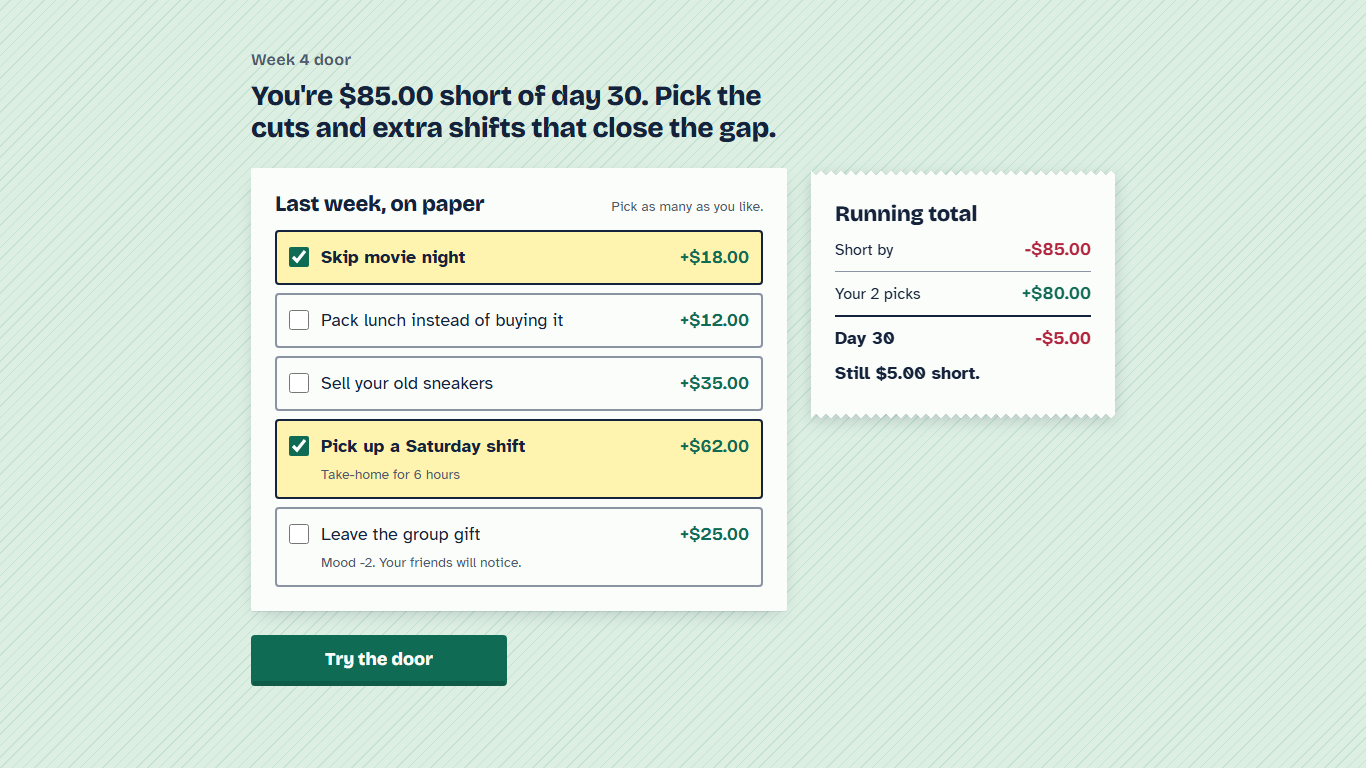 Week 4 door
You're $85.00 short of day 30. Pick the
cuts and extra shifts that close the gap.
Last week, on paper
Pick as many as you like.
Skip movie night +$18.00
Pack lunch instead of buying it +$12.00
Sell your old sneakers +$35.00
Pick up a Saturday shift +$62.00
Take-home for 6 hours
Leave the group gift +$25.00
Mood -2. Your friends will notice.
Running total
Short by -$85.00
Your 2 picks +$80.00
Day 30 -$5.00
Still $5.00 short.
Try the door